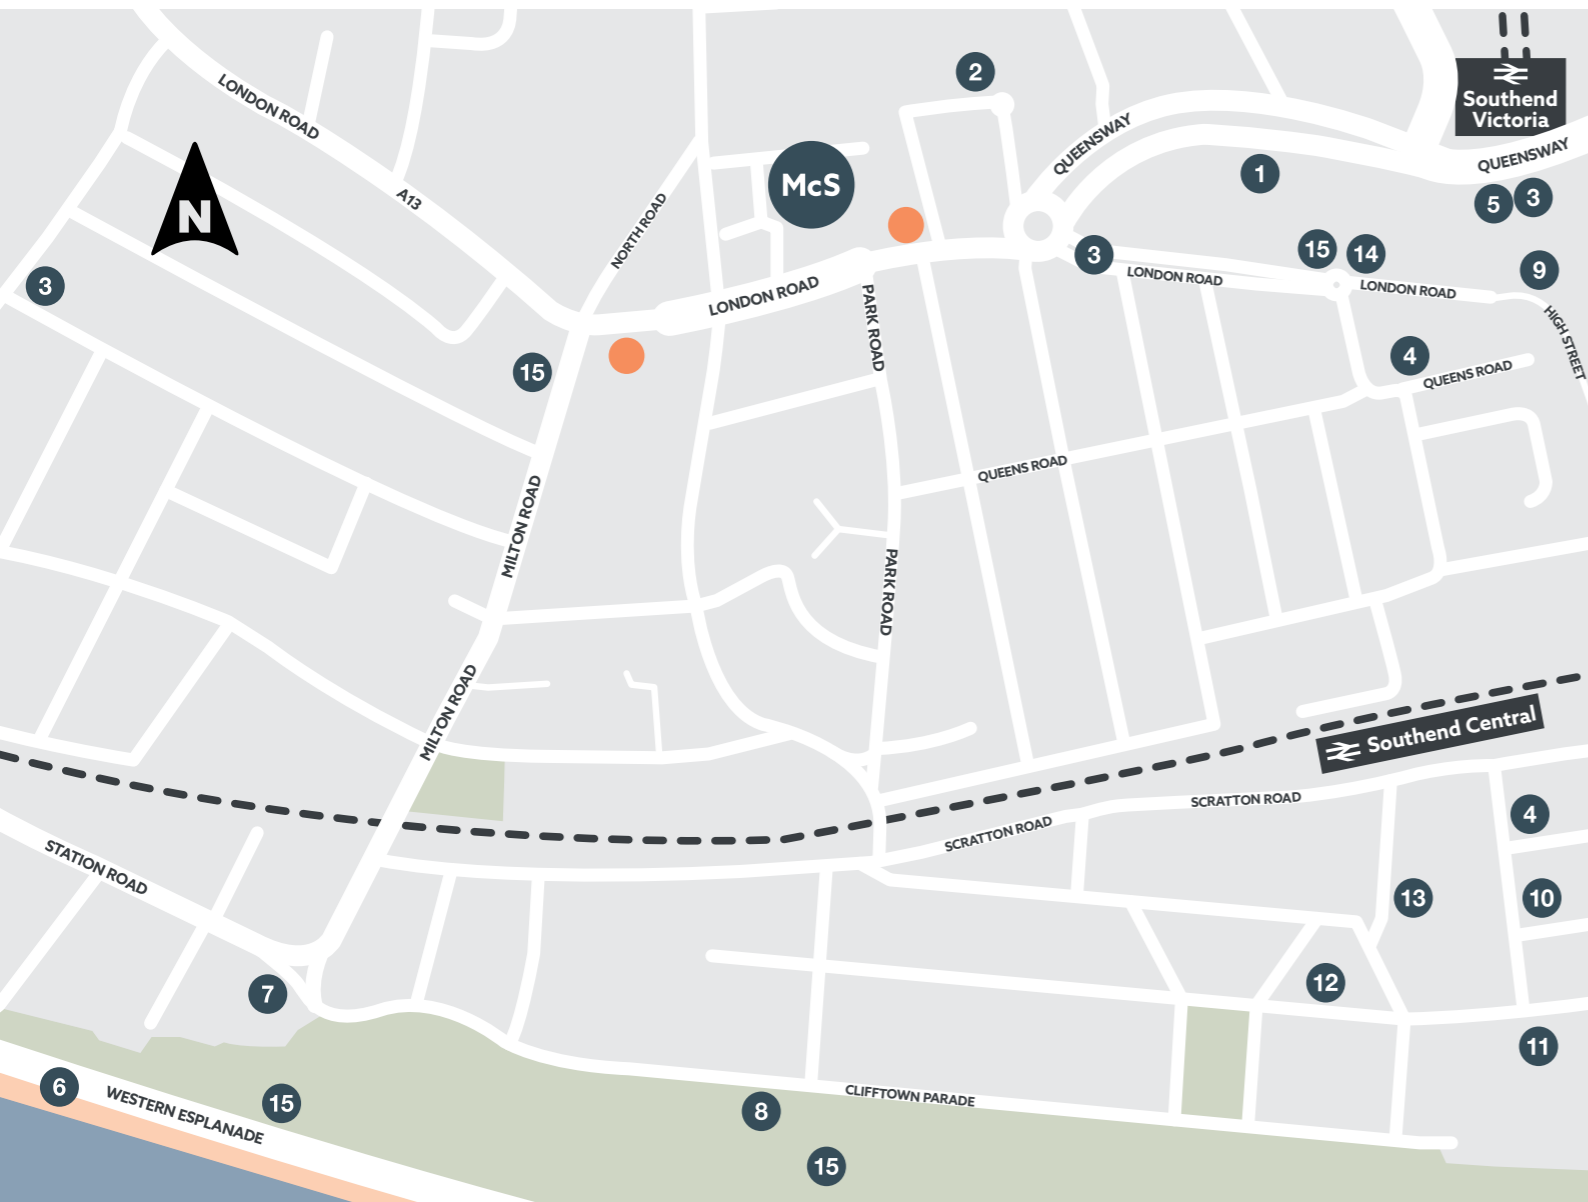 2
Southend
Victoria
LONDON ROAD
QUEENSWAY
QUEENSWAY
McS
1
A13
N
5
3
NORTH ROAD
3
15
14
9
3
LONDON ROAD
LONDON ROAD
LONDON ROAD
HIGH STREET
PARK ROAD
15
4
QUEENS ROAD
QUEENS ROAD
MILTON ROAD
PARK ROAD
MILTON ROAD
Southend Central
SCRATTON ROAD
SCRATTON ROAD
4
STATION ROAD
13
10
7
12
11
6
WESTERN ESPLANADE
15
8
CLIFFTOWN PARADE
15